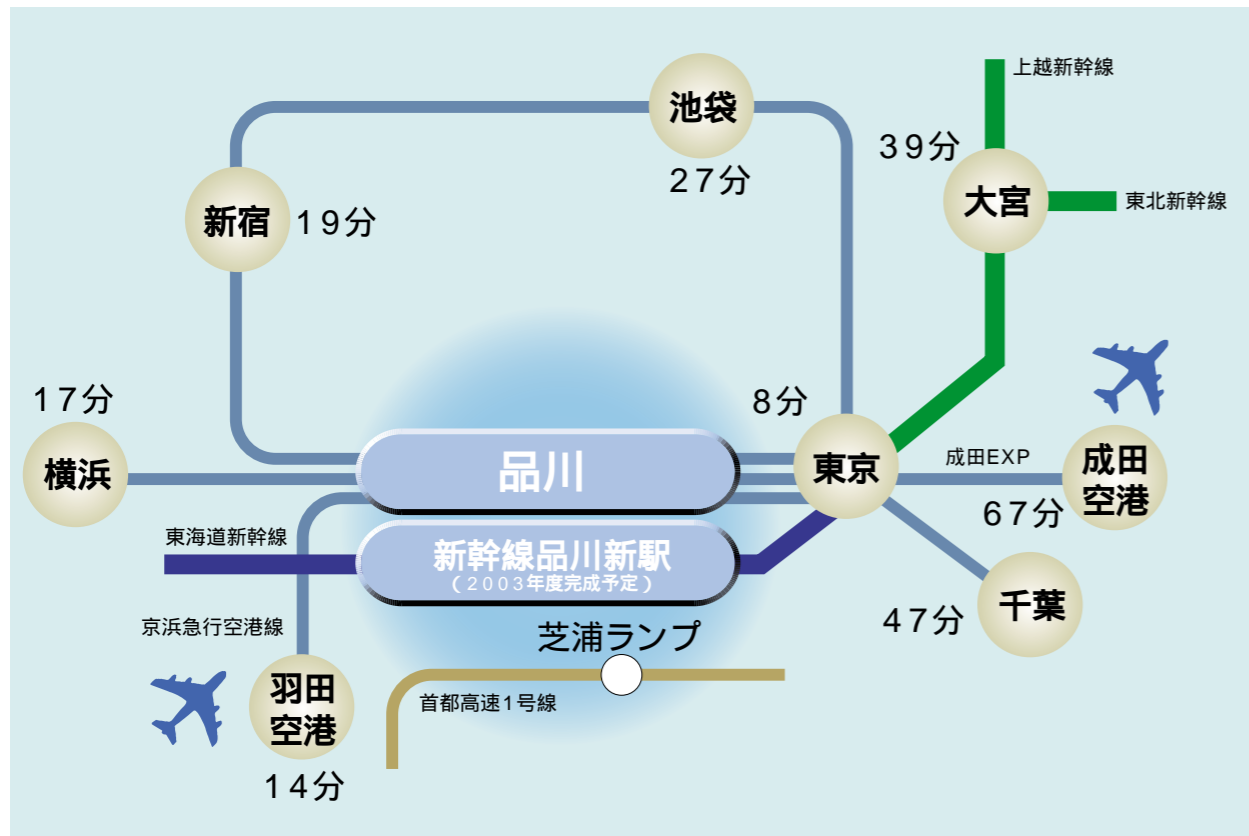 上越新幹線
池袋
27分
39分
大宮
東北新幹線
新宿
19分
17分
横浜
8分
東京
品川
成田EXP
成田
空港
67分
東海道新幹線
新幹線品川新駅
(2003年度完成予定)
千葉
47分
京浜急行空港線
芝浦ランプ
羽田
空港
首都高速1号線
14分